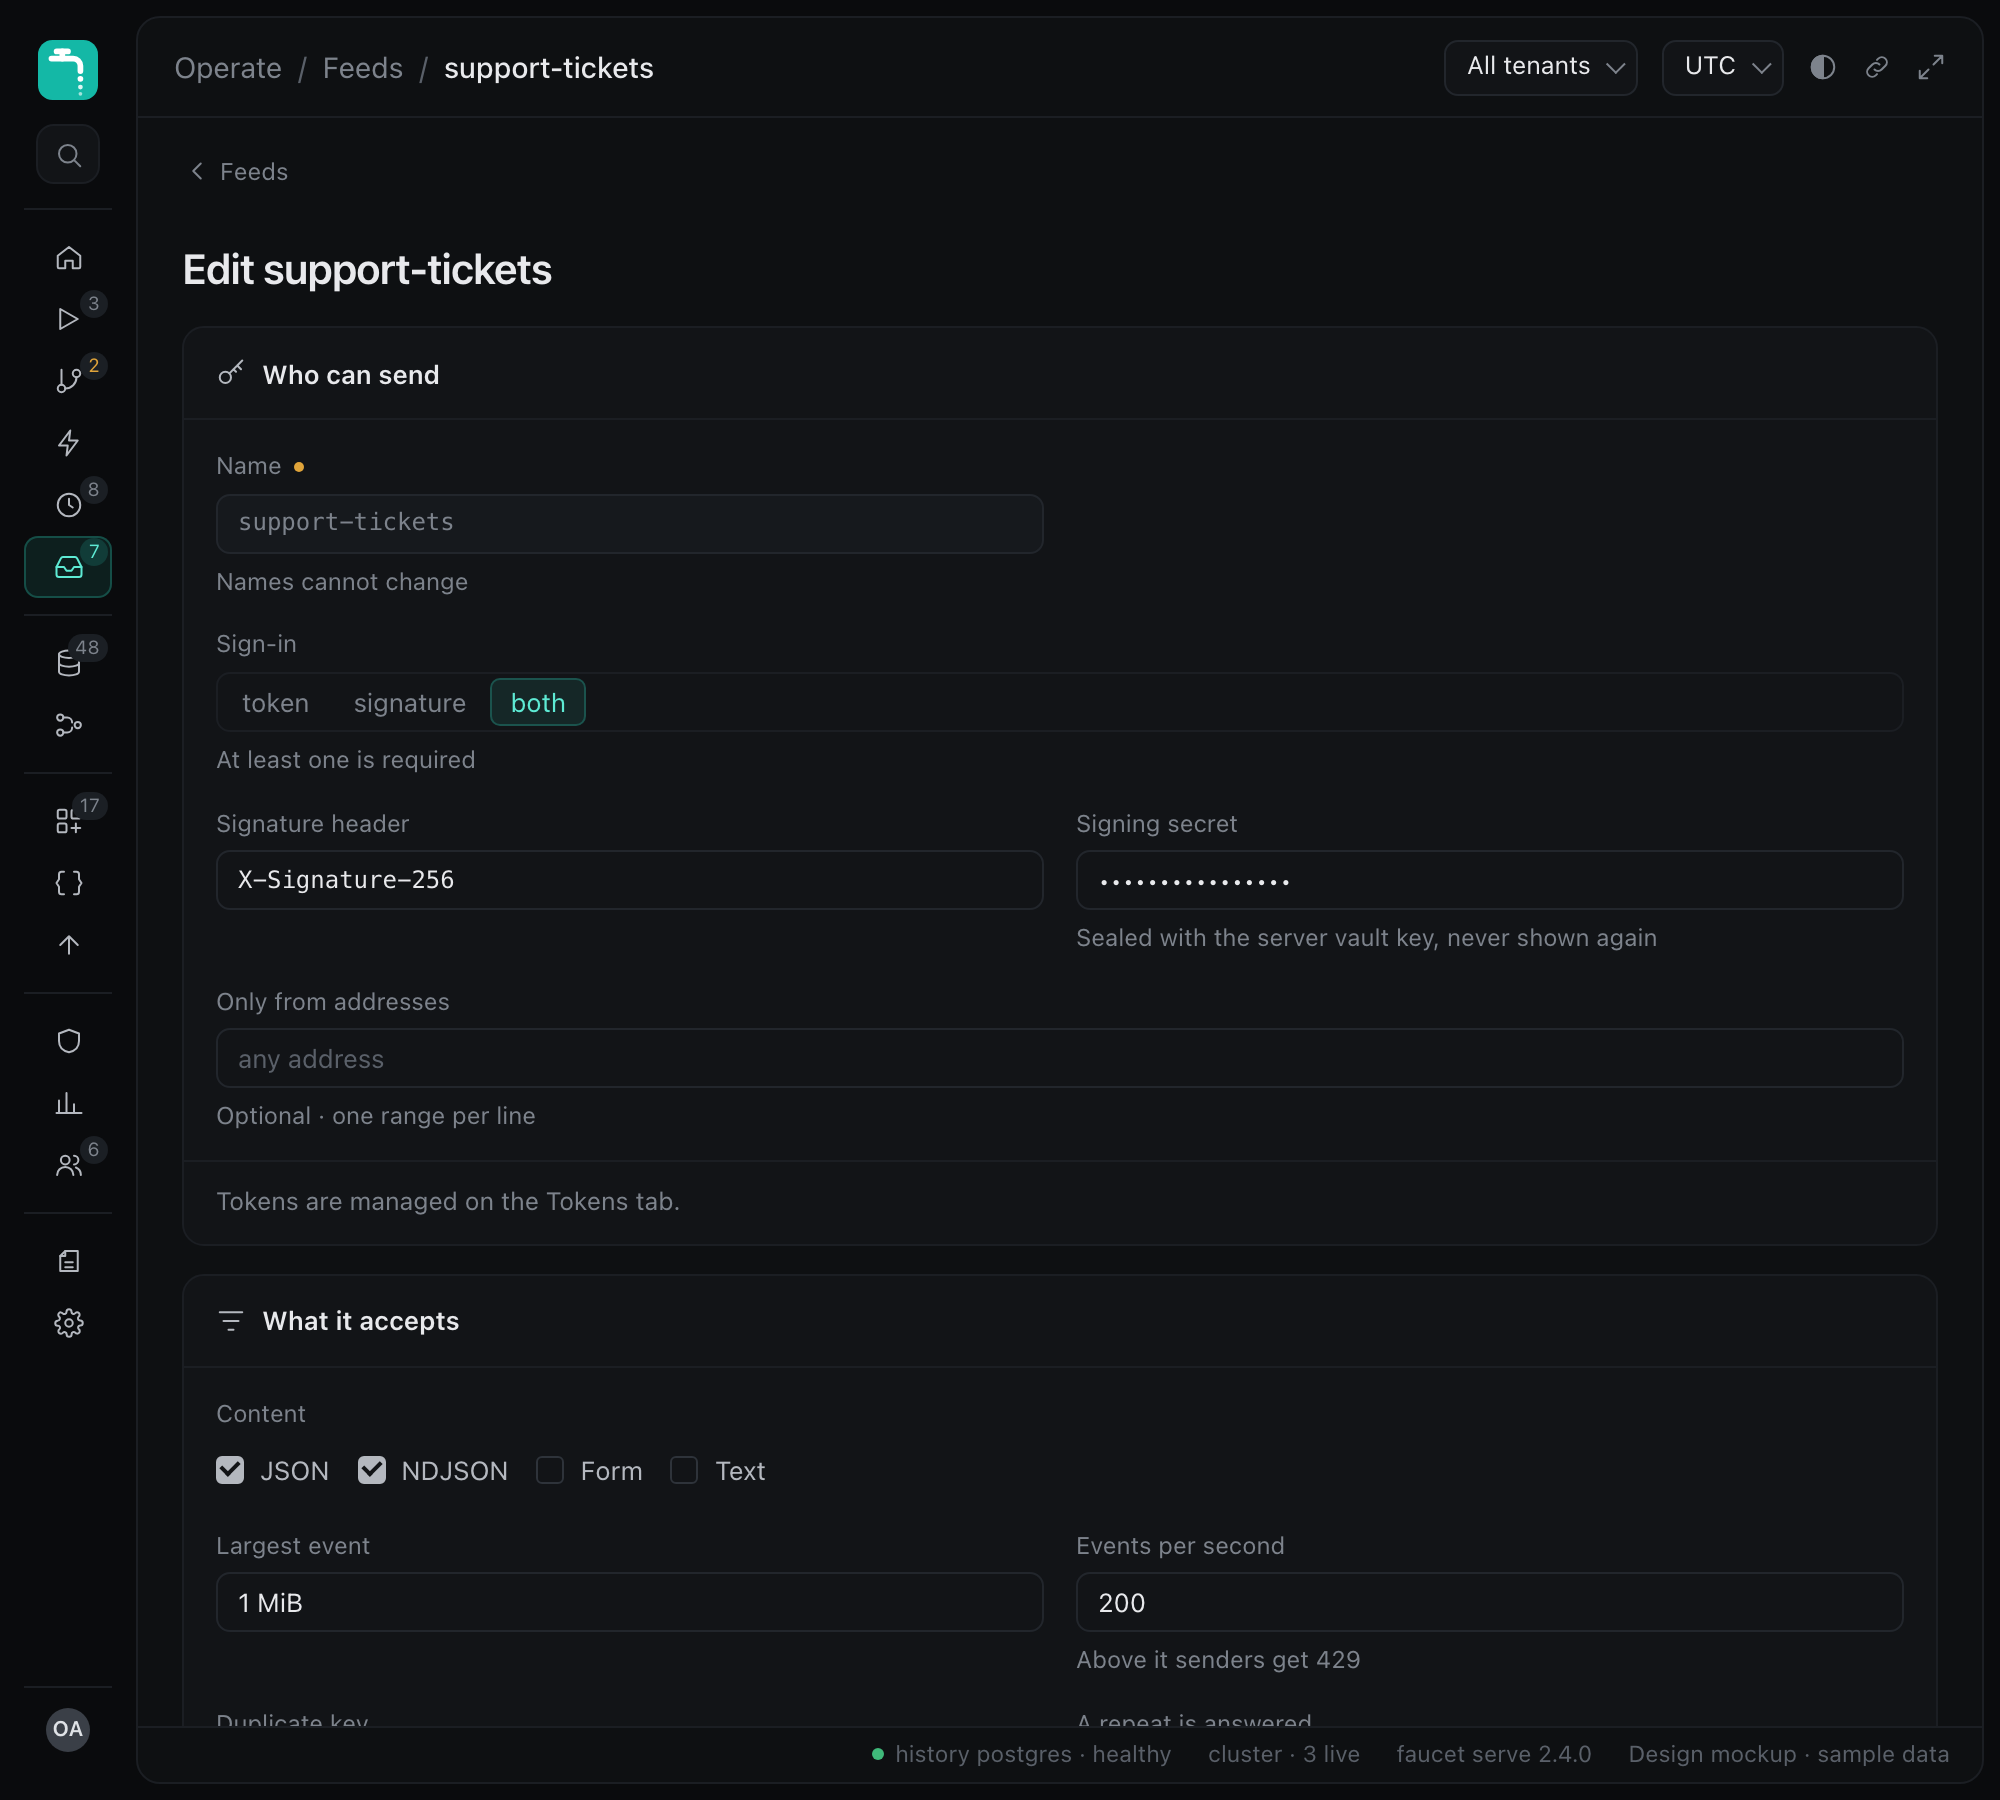 Operate / Feeds / support-tickets
All tenants
UTC
Feeds
3
2
8
7
48
17
6
OA
Edit support-tickets
Who can send
Name
support-tickets
Names cannot change
Sign-in
token signature both
At least one is required
Signature header
X-Signature-256
Signing secret
••••••••••••••••
Sealed with the server vault key, never shown again
Only from addresses
any address
Optional · one range per line
Tokens are managed on the Tokens tab.
What it accepts
Content
JSON NDJSON Form Text
Largest event
1 MiB
Events per second
200
Above it senders get 429
Duplicate key
A repeat is answered
history postgres · healthy cluster · 3 live faucet serve 2.4.0 Design mockup · sample data